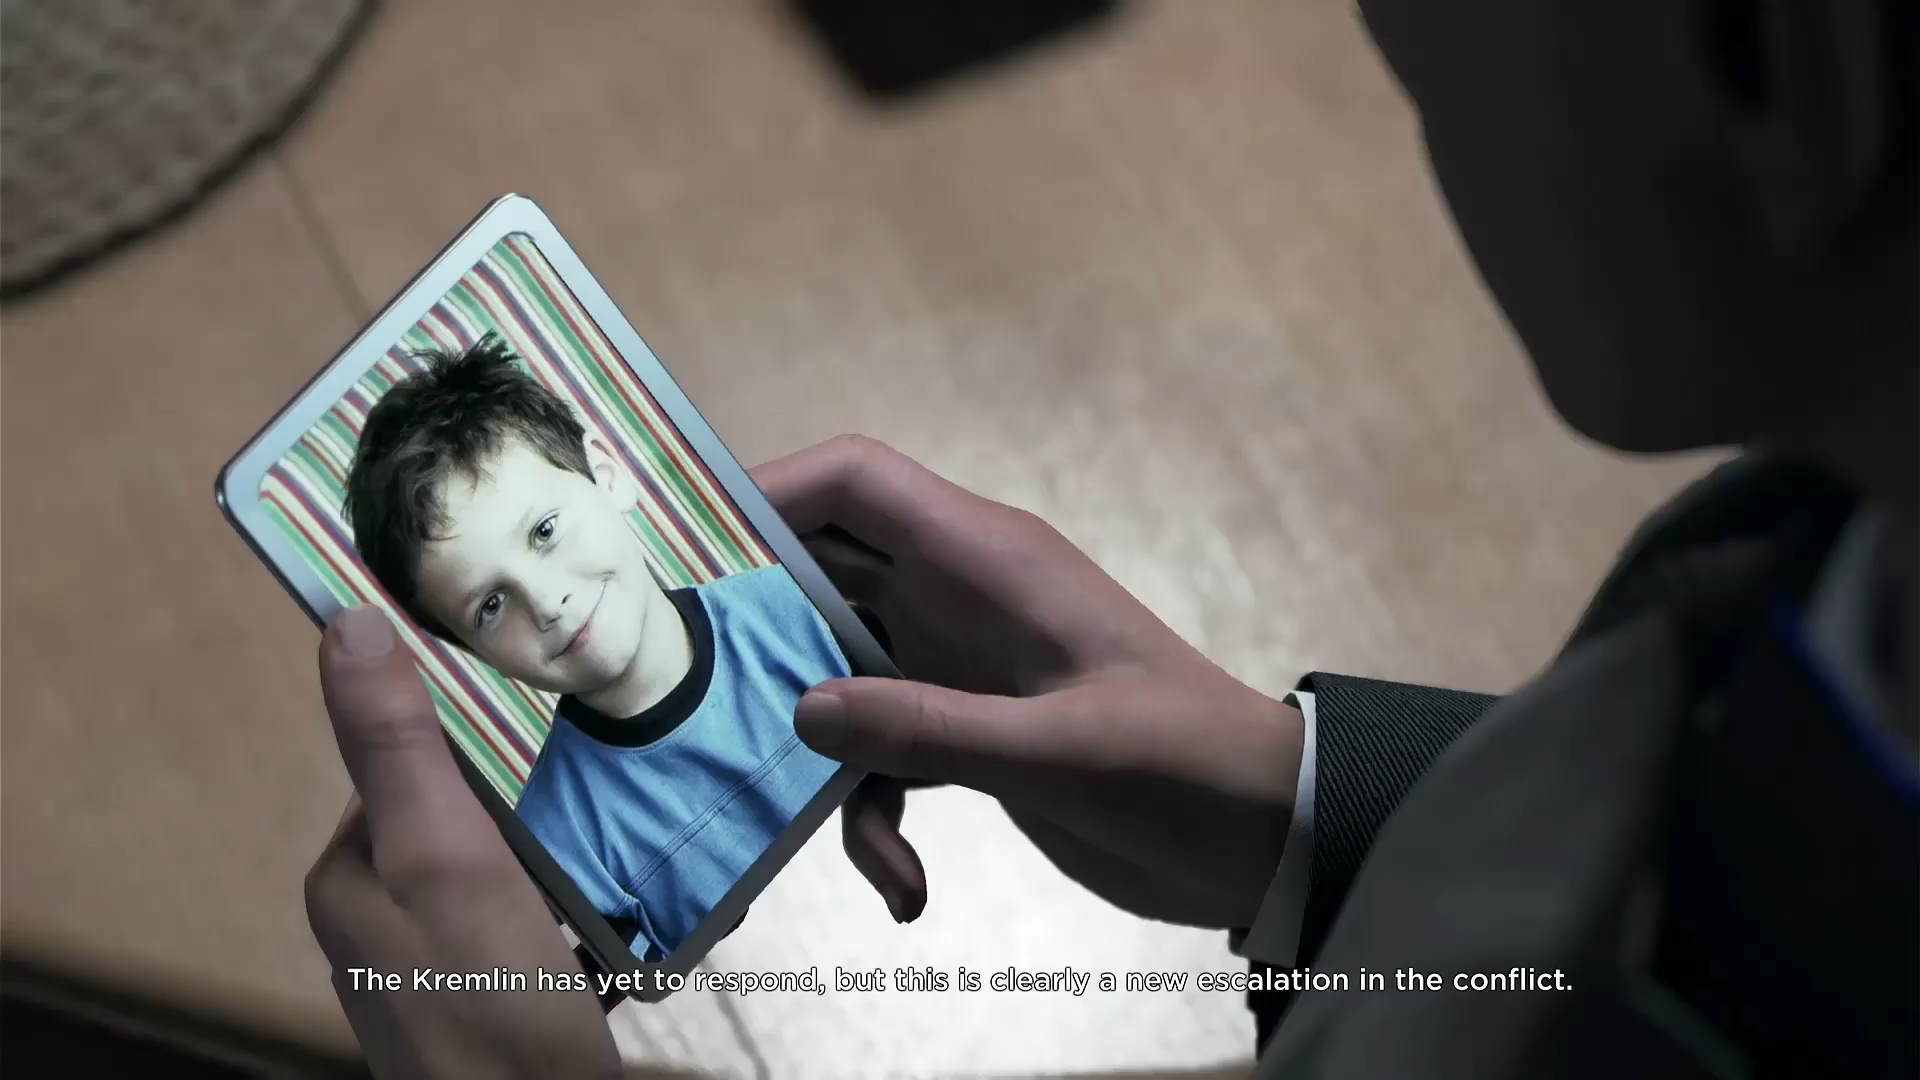 The Kremlin has yet to respond, but this is clearly a new escalation in the conflict.